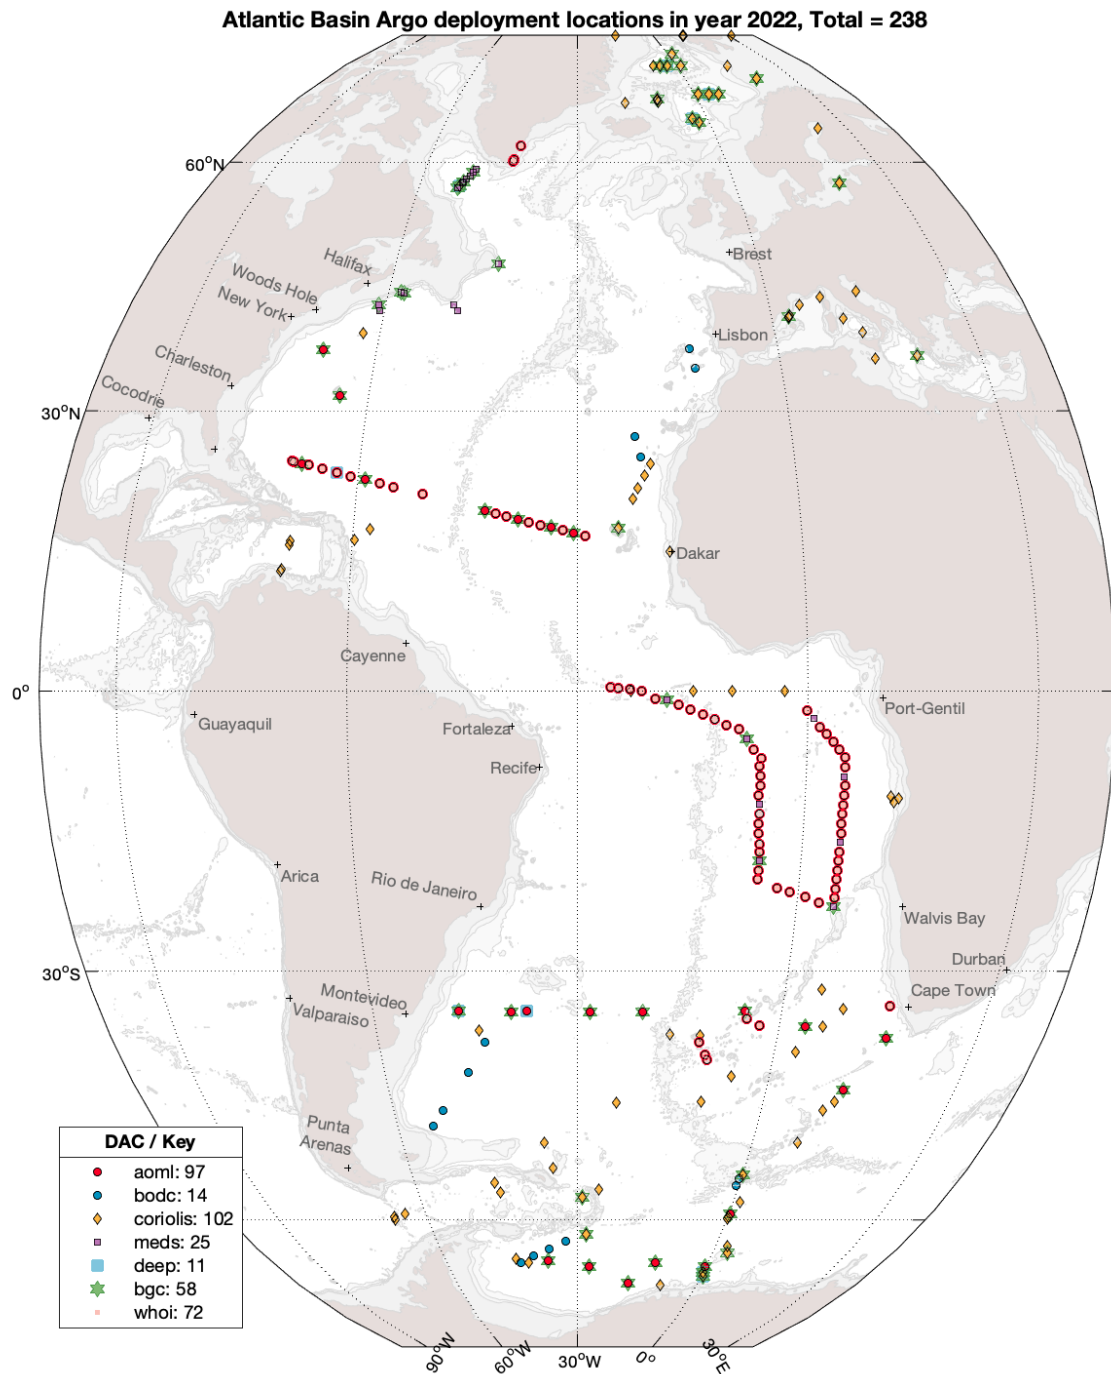 Atlantic Basin Argo deployment locations in year 2022, Total = 238
60°N
Brest
Halifax
Woods Hole
New York
Lisbon
Charleston
Cocodrie
30°N
Dakar
Cayenne
0°
Port-Gentil
Guayaquil
Fortaleza
Recife
Arica
Rio de Janeiro
Walvis Bay
Durban
30°S
Cape Town
Montevideo
Valparaiso
Punta
Arenas
DAC / Key
aoml: 97
bodc: 14
coriolis: 102
meds: 25
deep: 11
bgc: 58
whoi: 72
90°W
60°W
30°W
0°
30°E